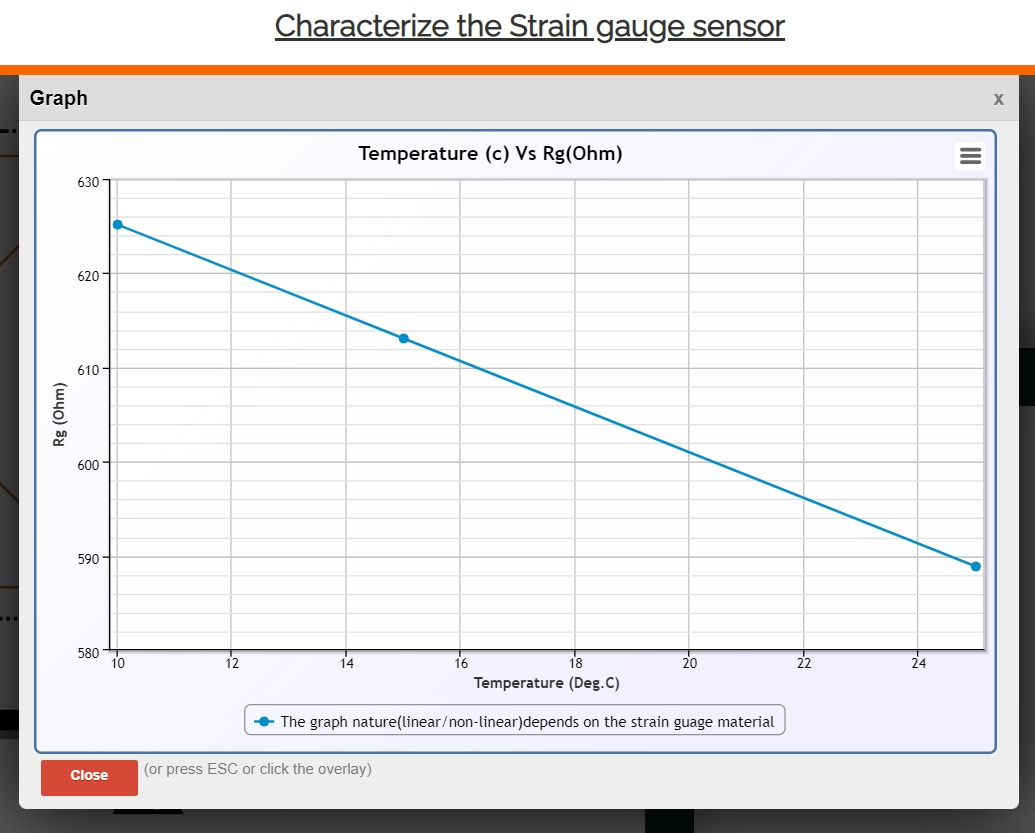 Characterize the Strain gauge sensor
Graph
x
Temperature (c) Vs Rg(Ohm)
630
620
610
600
590
580
Rg (Ohm)
10 12 14 16 18 20 22 24
Temperature (Deg.C)
The graph nature(linear/non-linear)depends on the strain guage material
Close
(or press ESC or click the overlay)